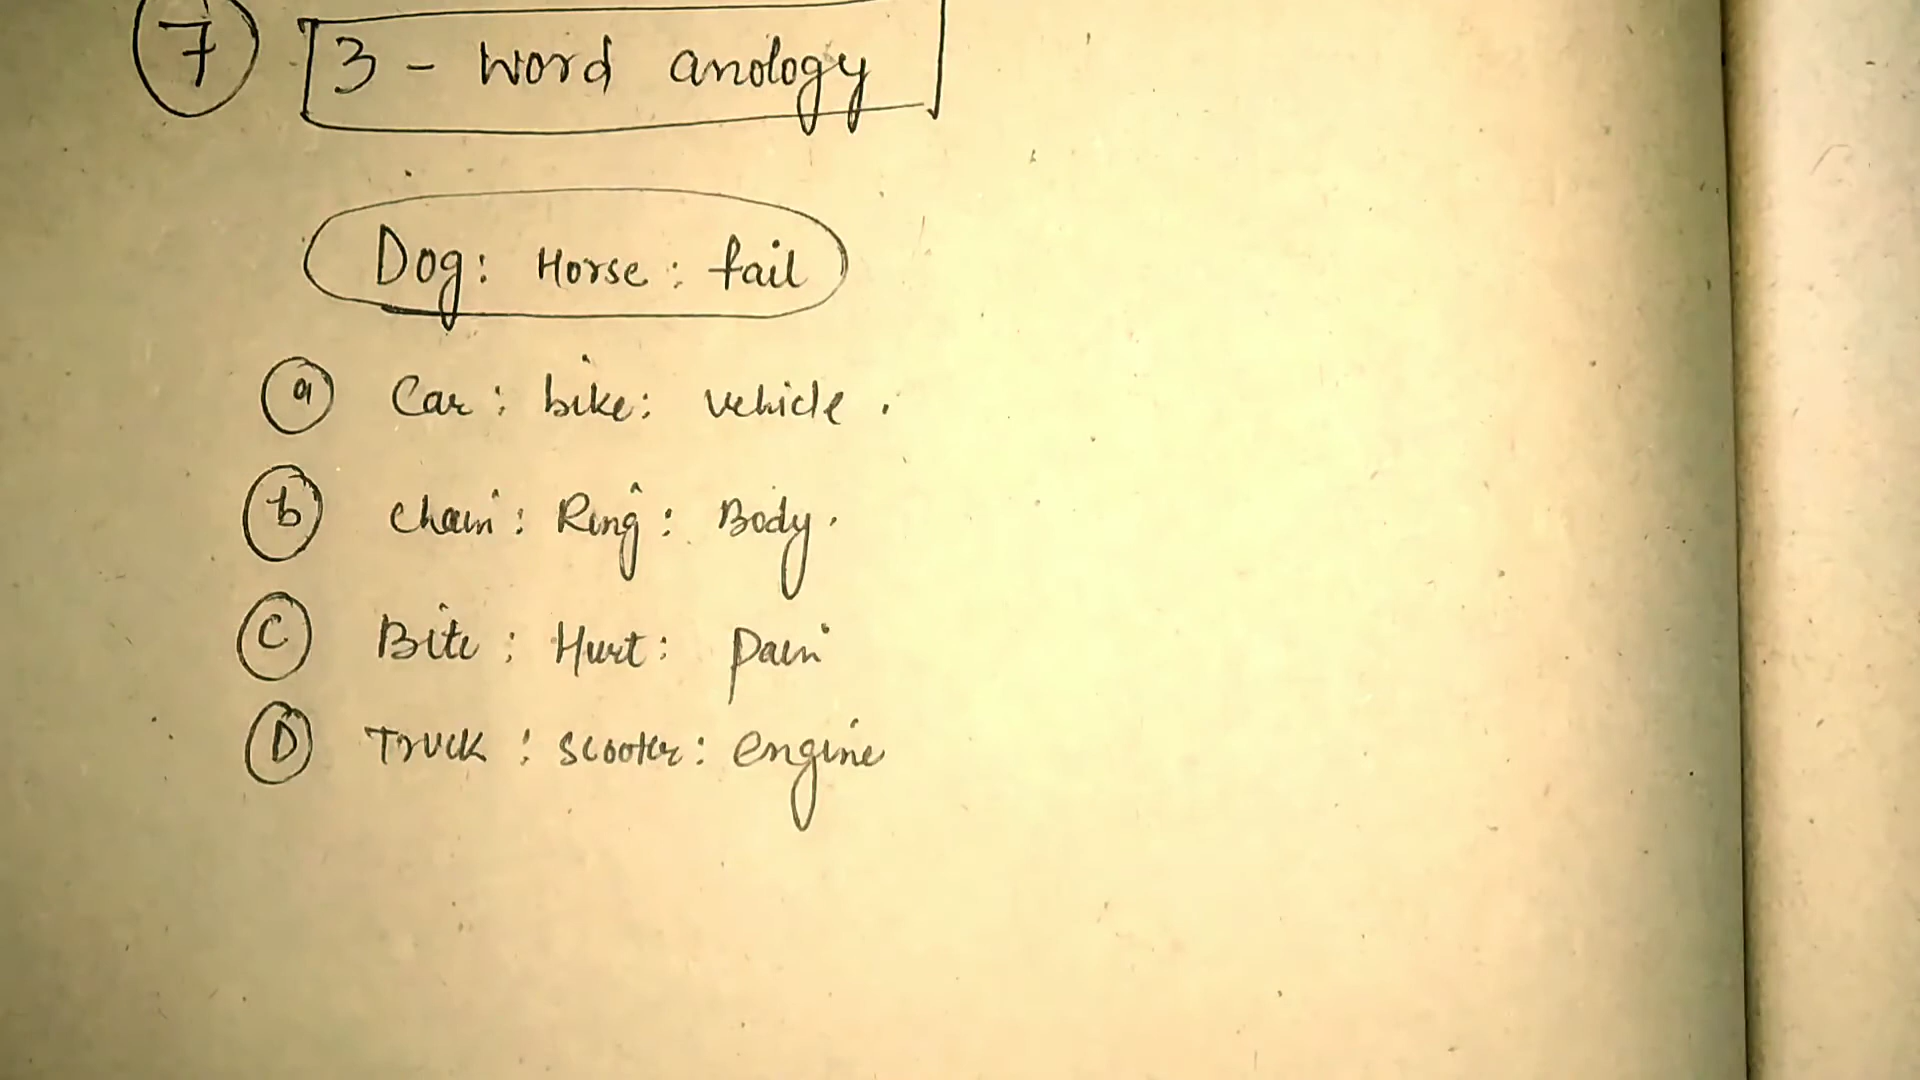 7 3 - word anology
Dog: Horse: tail
a Car: bike: vehicle.
b chain: Ring: Body.
C Bite: Hurt: Pain
D Truck: scooter: engine